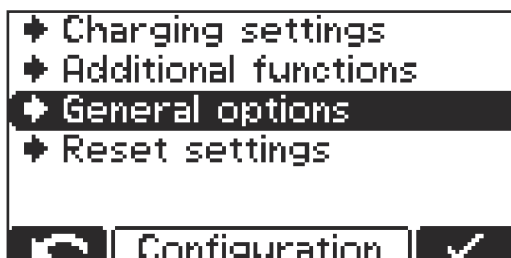 Charging settings
Additional functions
General options
Reset settings
Configuration